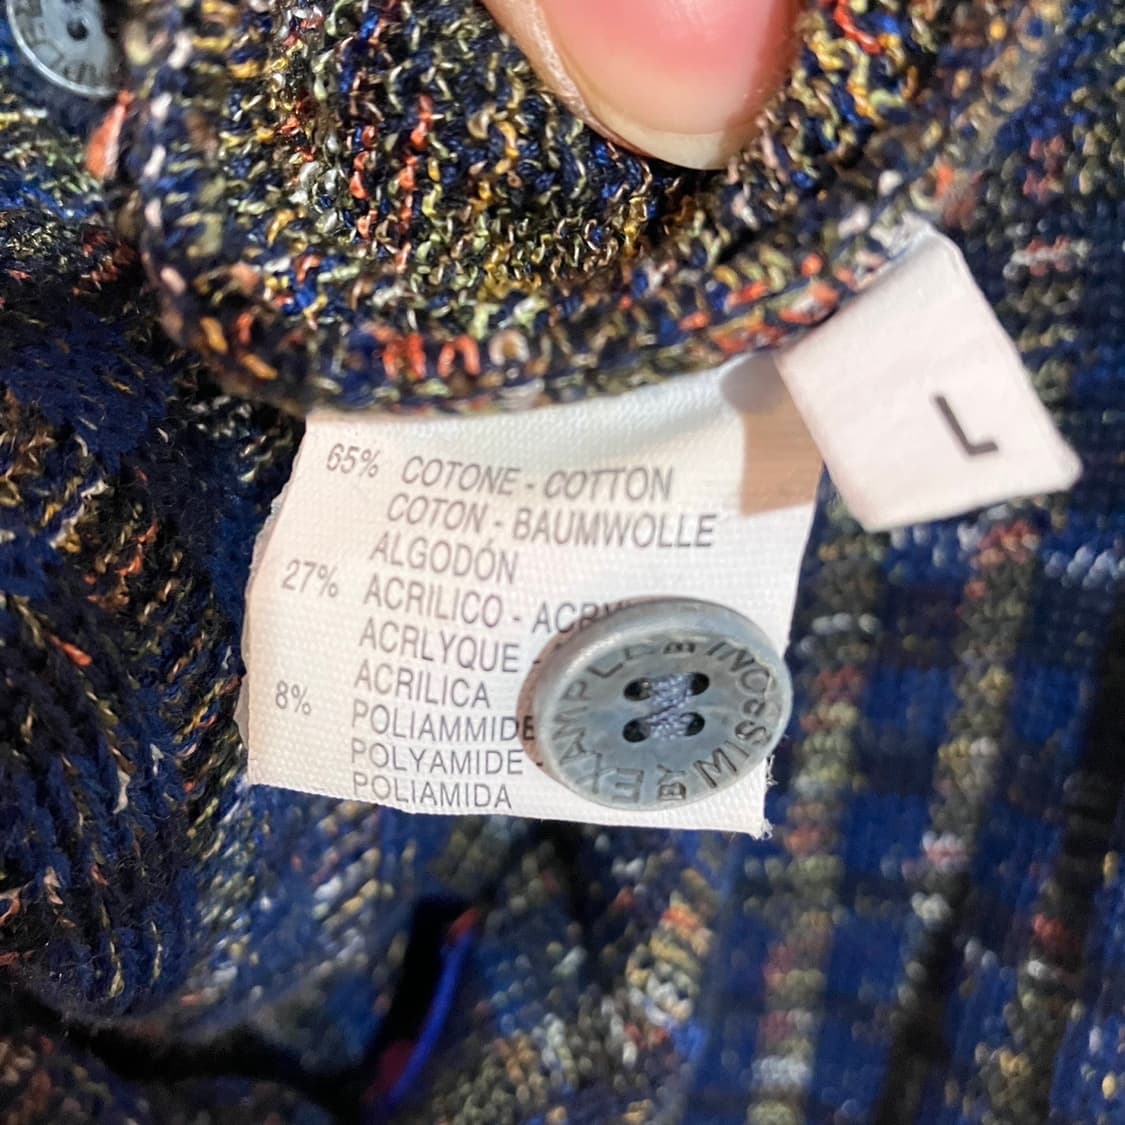 L
65% COTONE - COTTON
COTON - BAUMWOLLE
ALGODÓN
27% ACRILICO -
ACRLYQUE -
ACRILICA
8% POLIAMMIDE
POLYAMIDE -
POLIAMIDA
EXAMPLE BY MISSONI